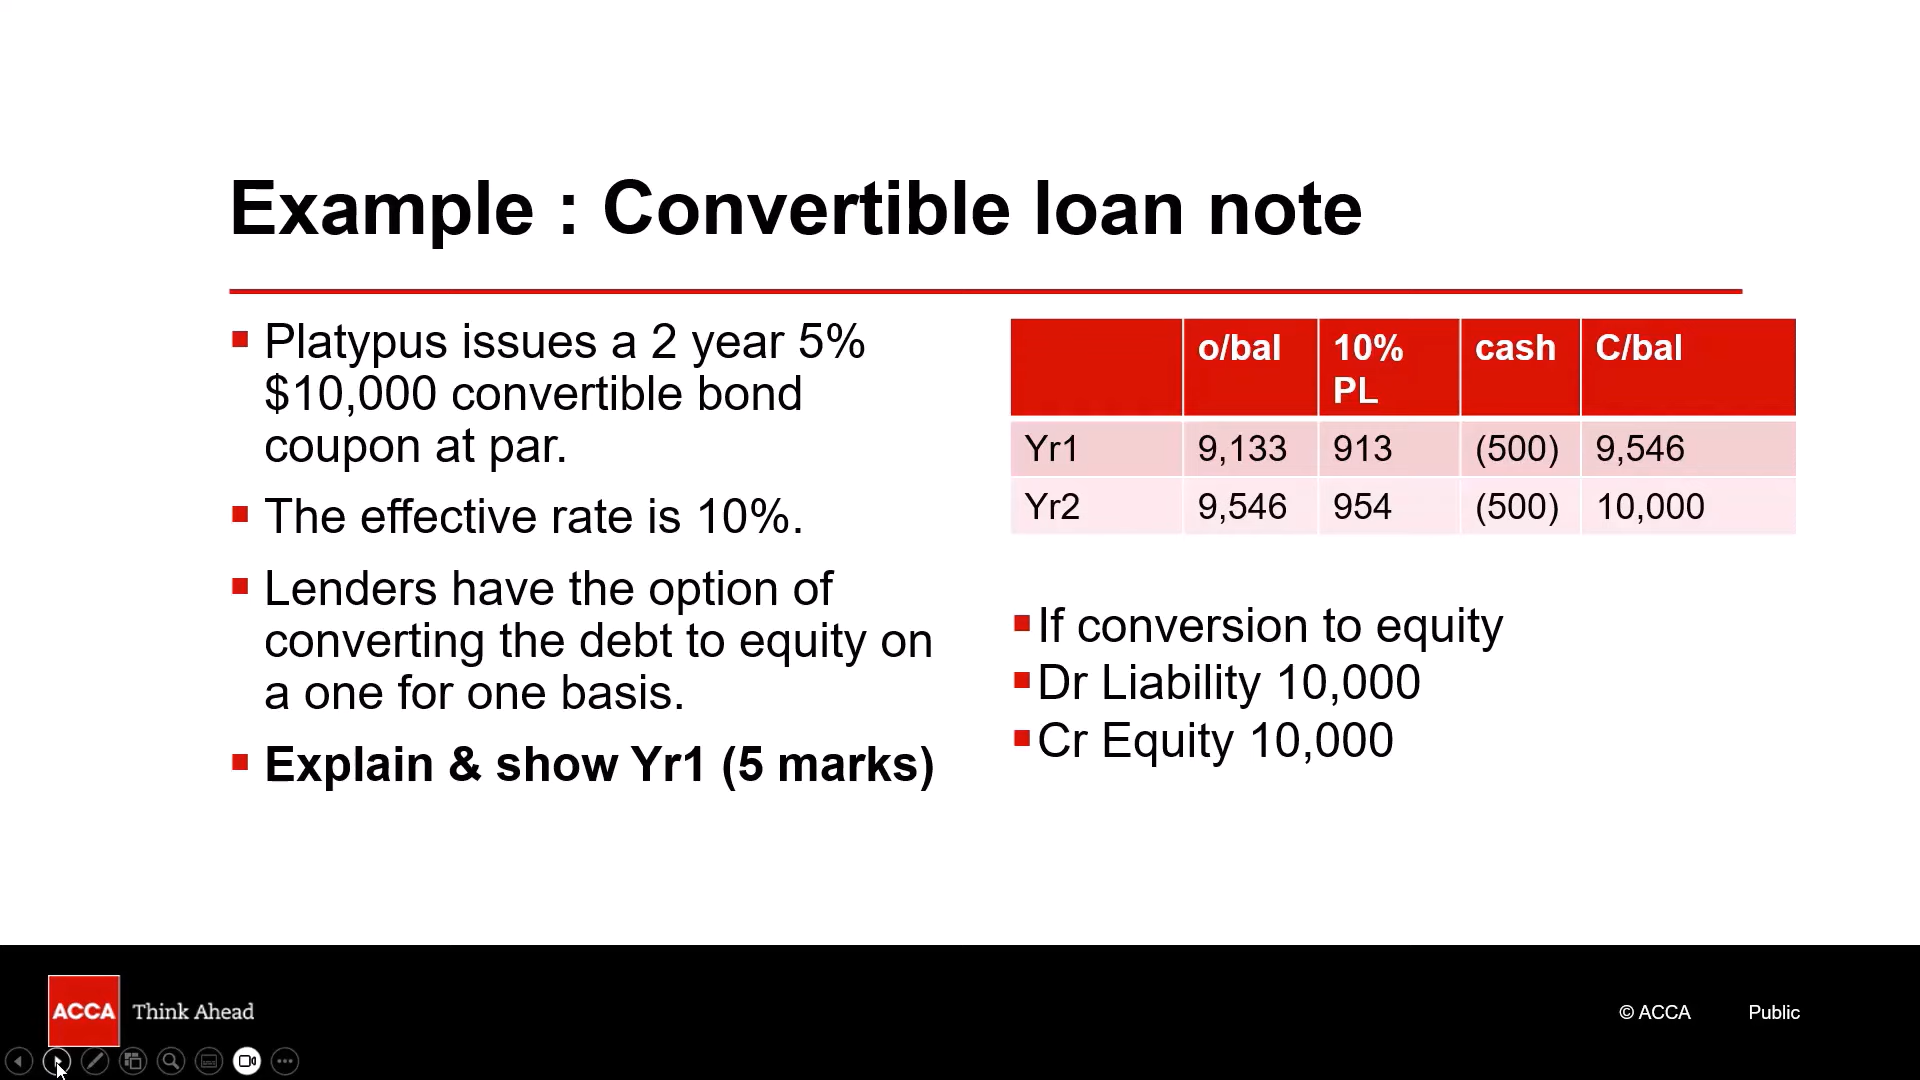 Example : Convertible loan note
Platypus issues a 2 year 5%
$10,000 convertible bond
coupon at par.
The effective rate is 10%.
Lenders have the option of
converting the debt to equity on
a one for one basis.
Explain & show Yr1 (5 marks)
o/bal 10% cash C/bal
PL
Yr1 9,133 913 (500) 9,546
Yr2 9,546 954 (500) 10,000
If conversion to equity
Dr Liability 10,000
Cr Equity 10,000
ACCA Think Ahead
© ACCA Public